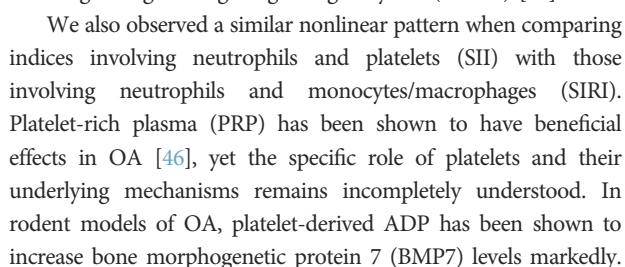 We also observed a similar nonlinear pattern when comparing
indices involving neutrophils and platelets (SII) with those
involving neutrophils and monocytes/macrophages (SIRI).
Platelet-rich plasma (PRP) has been shown to have beneficial
effects in OA [46], yet the specific role of platelets and their
underlying mechanisms remains incompletely understood. In
rodent models of OA, platelet-derived ADP has been shown to
increase bone morphogenetic protein 7 (BMP7) levels markedly.